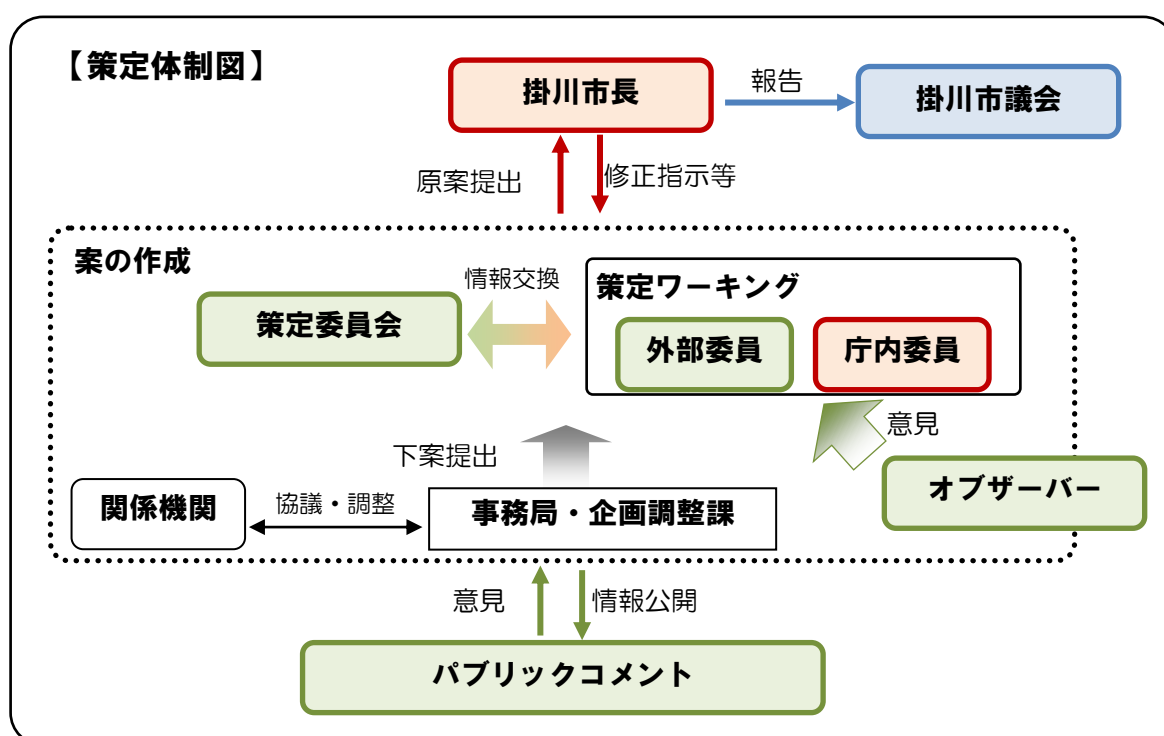 【策定体制図】
掛川市長
報告
掛川市議会
原案提出
修正指示等
案の作成
情報交換
策定ワーキング
策定委員会
外部委員
庁内委員
意見
下案提出
オブザーバー
関係機関
協議・調整
事務局・企画調整課
意見
情報公開
パブリックコメント